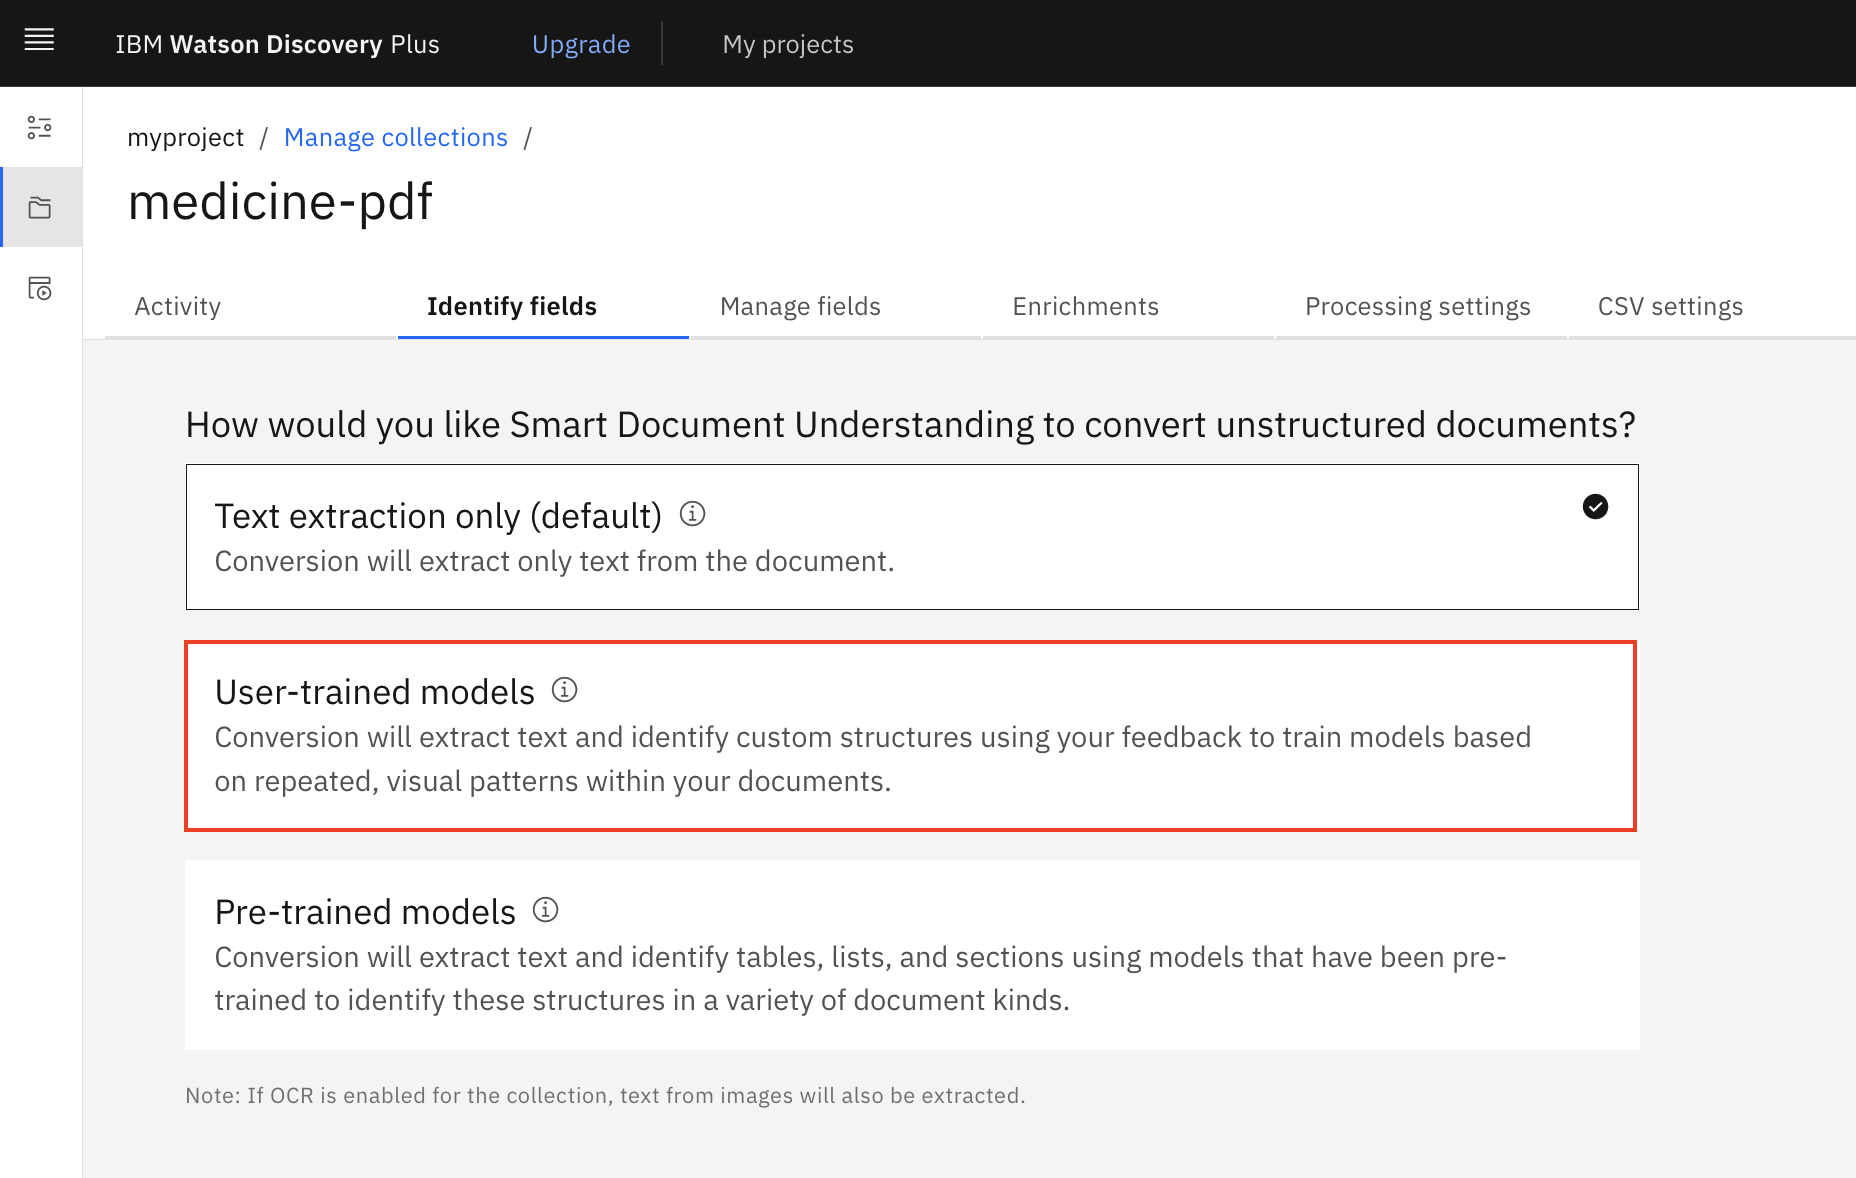 IBM Watson Discovery Plus Upgrade My projects
myproject / Manage collections /
medicine-pdf
Activity Identify fields Manage fields Enrichments Processing settings CSV settings
How would you like Smart Document Understanding to convert unstructured documents?
Text extraction only (default)
Conversion will extract only text from the document.
User-trained models
Conversion will extract text and identify custom structures using your feedback to train models based
on repeated, visual patterns within your documents.
Pre-trained models
Conversion will extract text and identify tables, lists, and sections using models that have been pre-
trained to identify these structures in a variety of document kinds.
Note: If OCR is enabled for the collection, text from images will also be extracted.